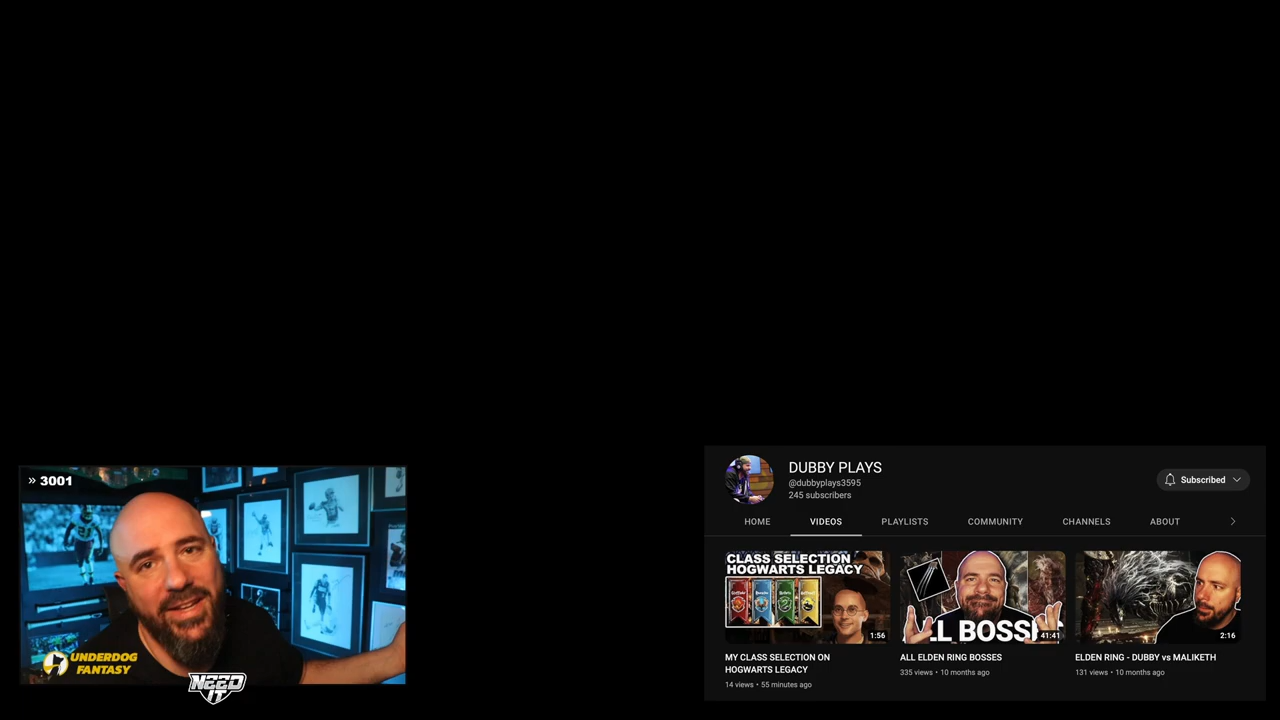 » 3001
UNDERDOG
FANTASY
NEED
IT
DUBBY PLAYS
@dubbyplays3595
245 subscribers
Subscribed
HOME
VIDEOS
PLAYLISTS
COMMUNITY
CHANNELS
ABOUT
CLASS SELECTION
HOGWARTS LEGACY
1:56
MY CLASS SELECTION ON
HOGWARTS LEGACY
14 views • 55 minutes ago
LL BOSS
41:41
ALL ELDEN RING BOSSES
335 views • 10 months ago
2:16
ELDEN RING - DUBBY vs MALIKETH
131 views • 10 months ago